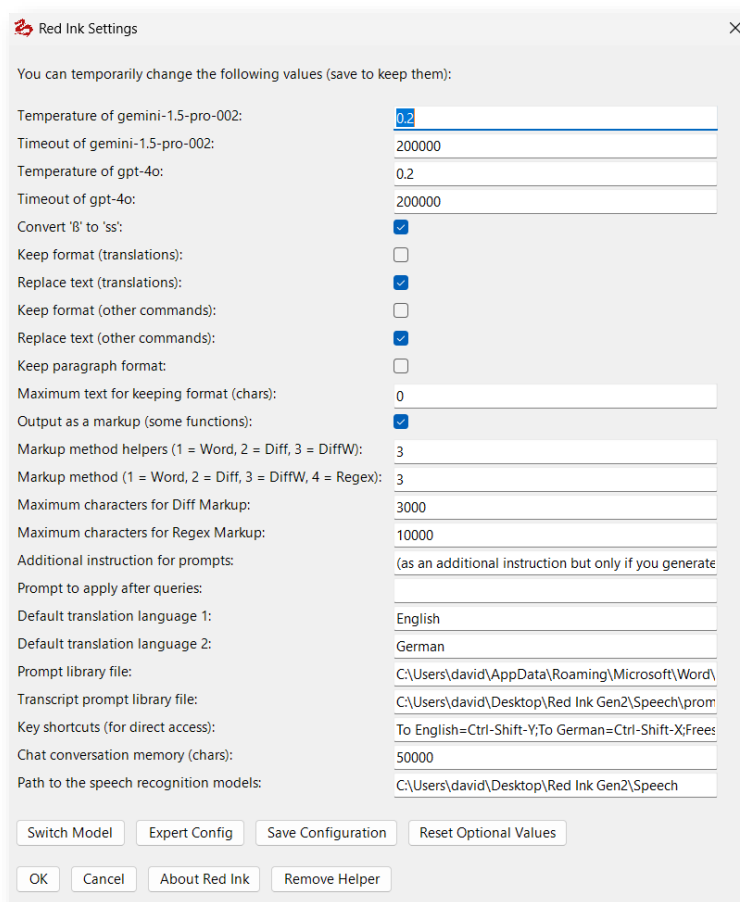 Red Ink Settings
You can temporarily change the following values (save to keep them):
Temperature of gemini-1.5-pro-002: 0.2
Timeout of gemini-1.5-pro-002: 200000
Temperature of gpt-4o: 0.2
Timeout of gpt-4o: 200000
Convert 'ß' to 'ss':
Keep format (translations):
Replace text (translations):
Keep format (other commands):
Replace text (other commands):
Keep paragraph format:
Maximum text for keeping format (chars): 0
Output as a markup (some functions):
Markup method helpers (1 = Word, 2 = Diff, 3 = DiffW): 3
Markup method (1 = Word, 2 = Diff, 3 = DiffW, 4 = Regex): 3
Maximum characters for Diff Markup: 3000
Maximum characters for Regex Markup: 10000
Additional instruction for prompts: (as an additional instruction but only if you generate
Prompt to apply after queries:
Default translation language 1: English
Default translation language 2: German
Prompt library file: C:\Users\david\AppData\Roaming\Microsoft\Word\
Transcript prompt library file: C:\Users\david\Desktop\Red Ink Gen2\Speech\prom
Key shortcuts (for direct access): To English=Ctrl-Shift-Y;To German=Ctrl-Shift-X;Frees
Chat conversation memory (chars): 50000
Path to the speech recognition models: C:\Users\david\Desktop\Red Ink Gen2\Speech
Switch Model Expert Config Save Configuration Reset Optional Values
OK Cancel About Red Ink Remove Helper